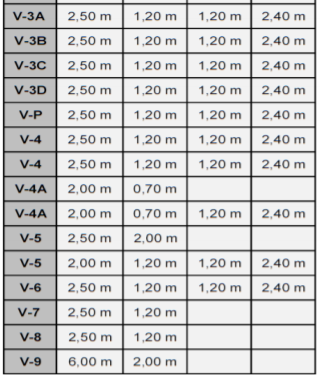 V-3A 2,50 m 1,20 m 1,20 m 2,40 m
V-3B 2,50 m 1,20 m 1,20 m 2,40 m
V-3C 2,50 m 1,20 m 1,20 m 2,40 m
V-3D 2,50 m 1,20 m 1,20 m 2,40 m
V-P 2,50 m 1,20 m 1,20 m 2,40 m
V-4 2,50 m 1,20 m 1,20 m 2,40 m
V-4 2,50 m 1,20 m 1,20 m 2,40 m
V-4A 2,00 m 0,70 m
V-4A 2,00 m 0,70 m 1,20 m 2,40 m
V-5 2,50 m 2,00 m
V-5 2,00 m 1,20 m 1,20 m 2,40 m
V-6 2,50 m 1,20 m 1,20 m 2,40 m
V-7 2,50 m 1,20 m
V-8 2,50 m 1,20 m
V-9 6,00 m 2,00 m